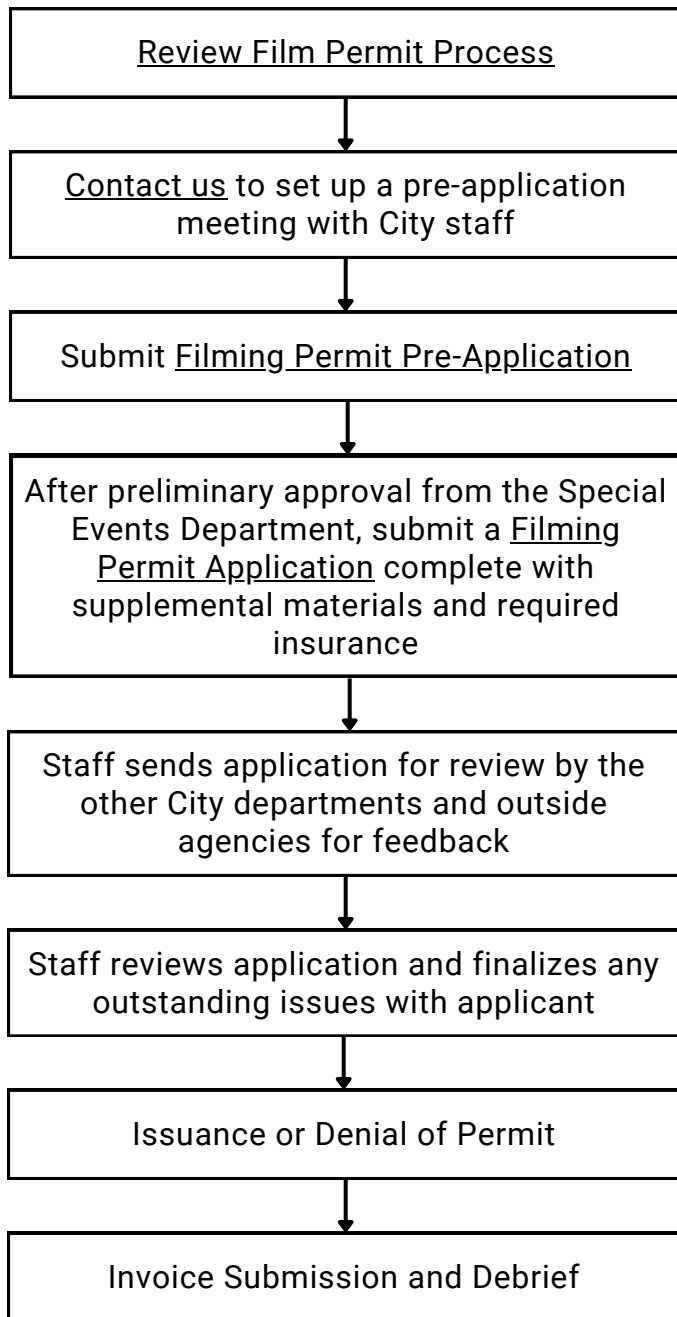 Review Film Permit Process
Contact us to set up a pre-application
meeting with City staff
Submit Filming Permit Pre-Application
After preliminary approval from the Special
Events Department, submit a Filming
Permit Application complete with
supplemental materials and required
insurance
Staff sends application for review by the
other City departments and outside
agencies for feedback
Staff reviews application and finalizes any
outstanding issues with applicant
Issuance or Denial of Permit
Invoice Submission and Debrief